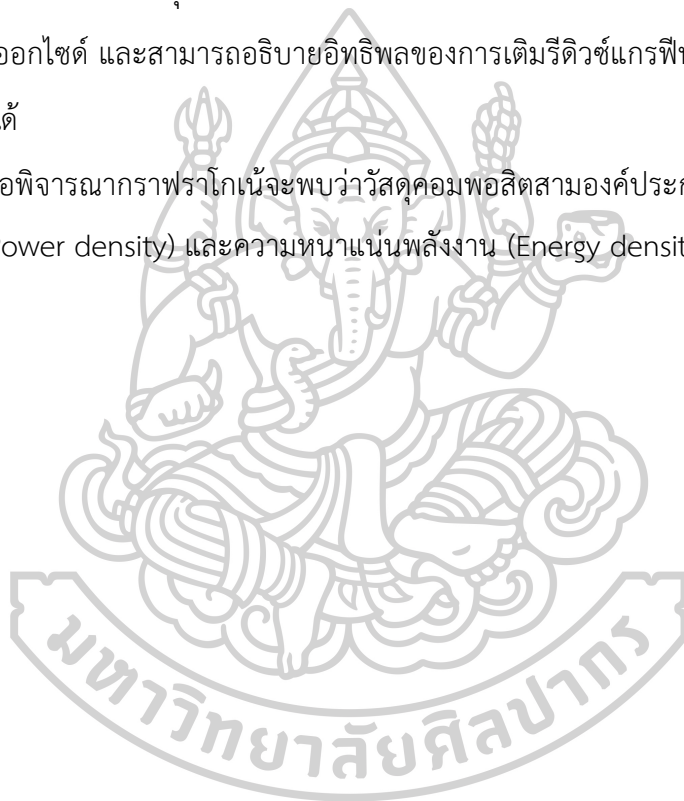 ออกไซด์ และสามารถอธิบายอิทธิพลของการเติมรีดิวซ์แกรฟีน
ได้
พิจารณากราฟราโกเน้จะพบว่าวัสดุคอมพอสิตสามองค์ประก
ower density) และความหนาแน่นพลังงาน (Energy densit
มหาวิทยาลัยศิลปากร